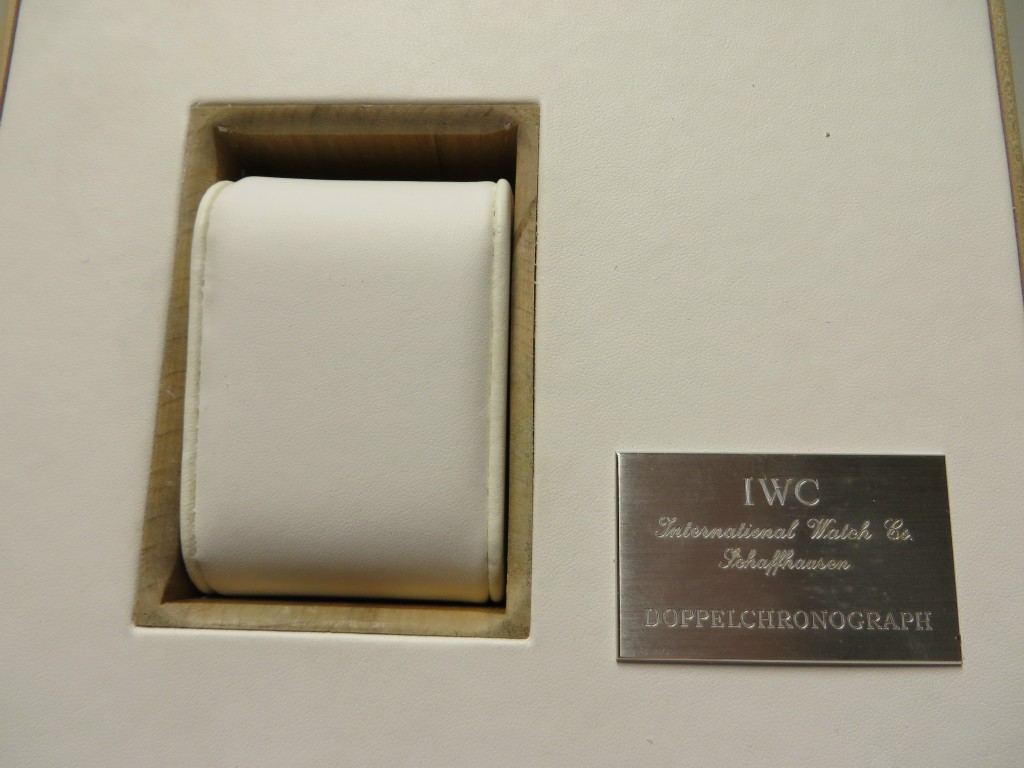 IWC
International Watch Co.
Schaffhausen
DOPPELCHRONOGRAPH